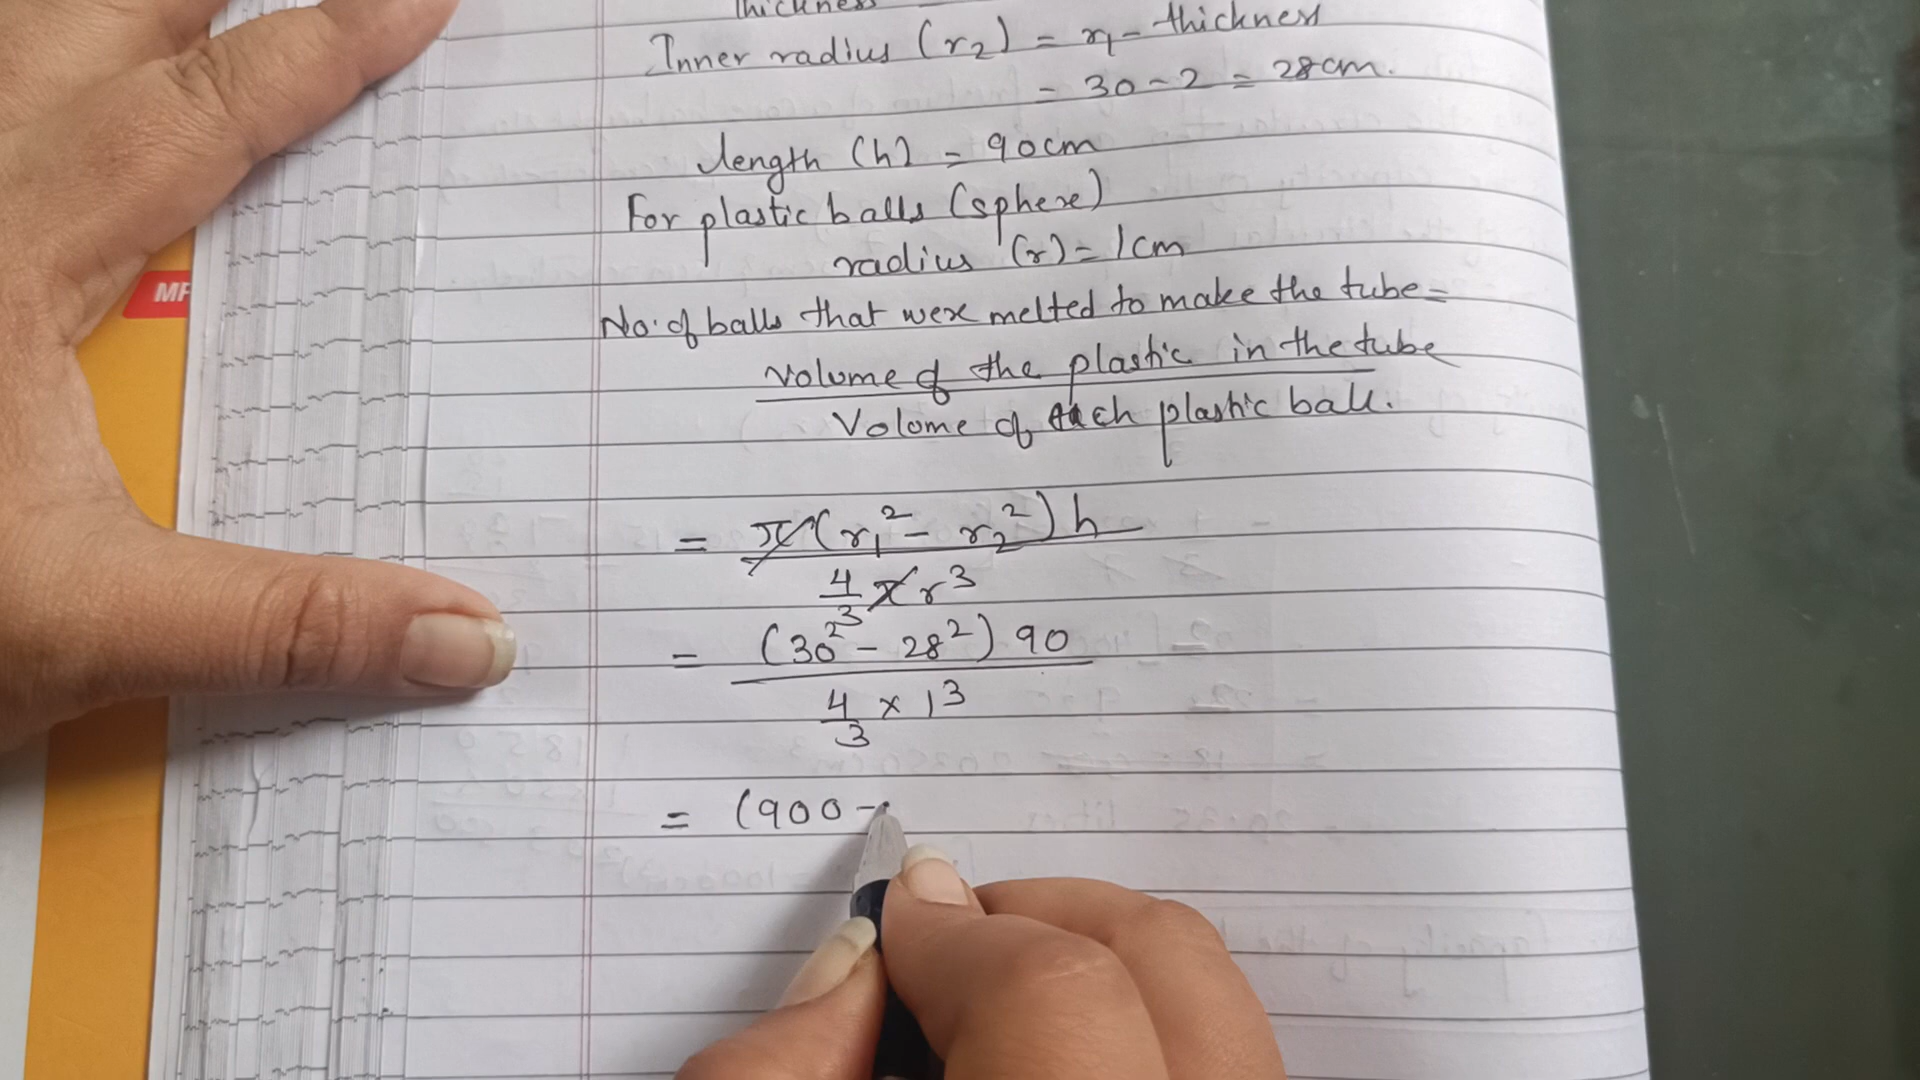 thickness
Inner radius (r₂) = r₁ - thickness
= 30 - 2 = 28cm.
length (h) = 90cm
For plastic balls (sphere)
radius (r) = 1cm
No. of balls that were melted to make the tube =
Volume of the plastic in the tube
Volume of each plastic ball.
= π(r₁² - r₂²)h
4/3 π r³
= (30² - 28²) 90
4/3 × 1³
= (900 -
MF